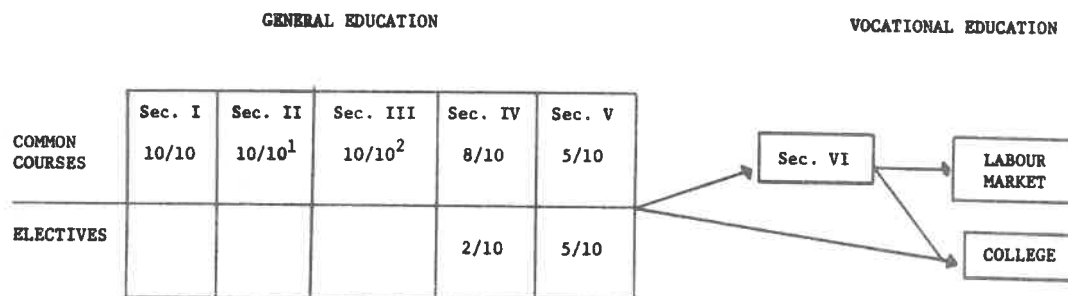 GENERAL EDUCATION
VOCATIONAL EDUCATION
Sec. I Sec. II Sec. III Sec. IV Sec. V
COMMON
COURSES
10/10 10/10¹ 10/10² 8/10 5/10
Sec. VI
LABOUR
MARKET
ELECTIVES
2/10 5/10
COLLEGE